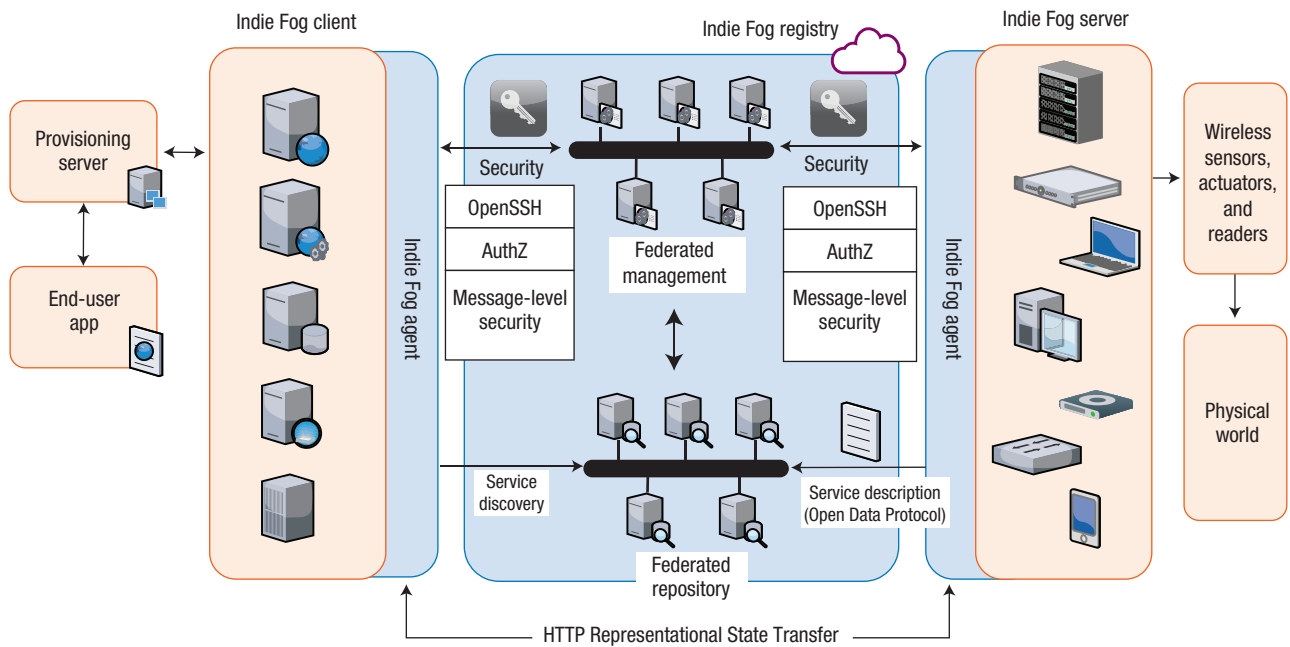 Indie Fog client
Indie Fog registry
Indie Fog server
Provisioning
server
End-user
app
Indie Fog agent
Security
OpenSSH
AuthZ
Message-level
security
Federated
management
Security
OpenSSH
AuthZ
Message-level
security
Indie Fog agent
Wireless
sensors,
actuators,
and
readers
Physical
world
Service
discovery
Service description
(Open Data Protocol)
Federated
repository
HTTP Representational State Transfer